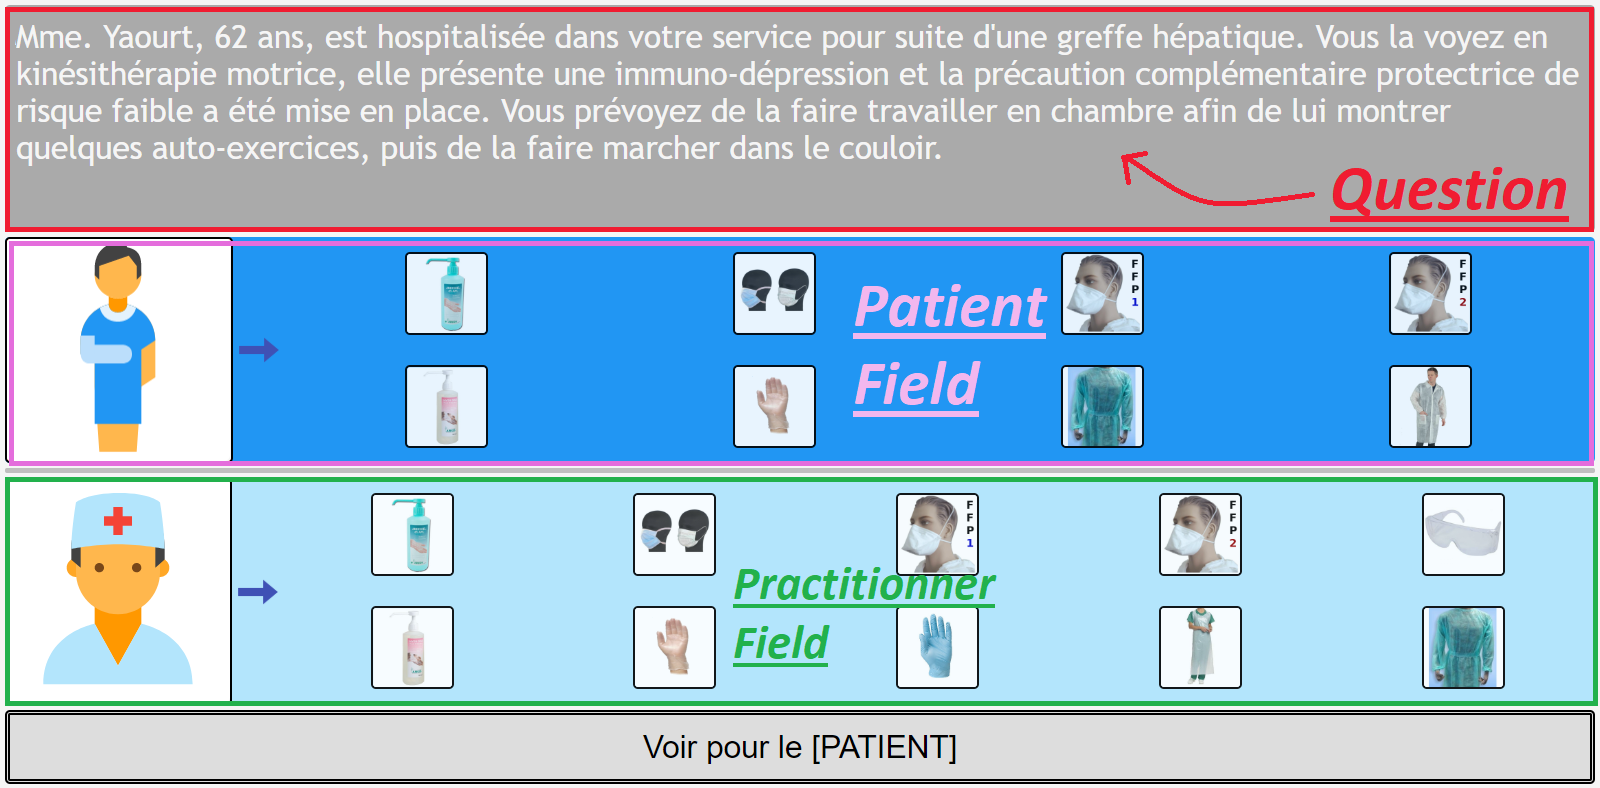 Mme. Yaourt, 62 ans, est hospitalisée dans votre service pour suite d'une greffe hépatique. Vous la voyez en
kinésithérapie motrice, elle présente une immuno-dépression et la précaution complémentaire protectrice de
risque faible a été mise en place. Vous prévoyez de la faire travailler en chambre afin de lui montrer
quelques auto-exercices, puis de la faire marcher dans le couloir.
Question
Patient
Field
FFP1
FFP2
FFP1
FFP2
Practitionner
Field
Voir pour le [PATIENT]